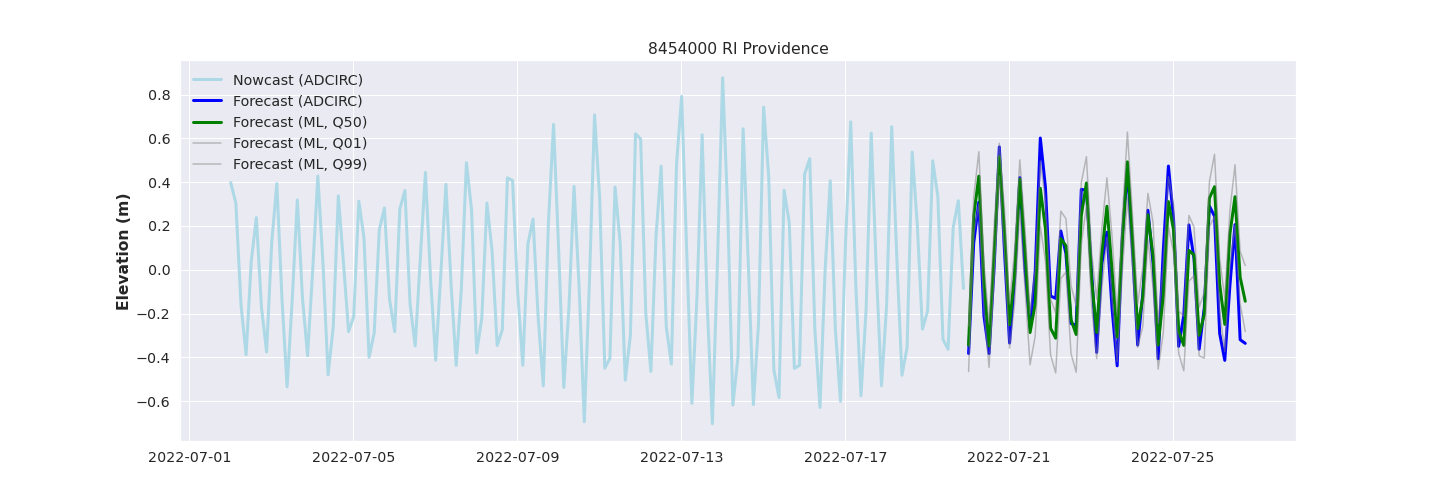 8454000 RI Providence
Nowcast (ADCIRC)
Forecast (ADCIRC)
Forecast (ML, Q50)
Forecast (ML, Q01)
Forecast (ML, Q99)
Elevation (m)
0.8
0.6
0.4
0.2
0.0
−0.2
−0.4
−0.6
2022-07-01 2022-07-05 2022-07-09 2022-07-13 2022-07-17 2022-07-21 2022-07-25